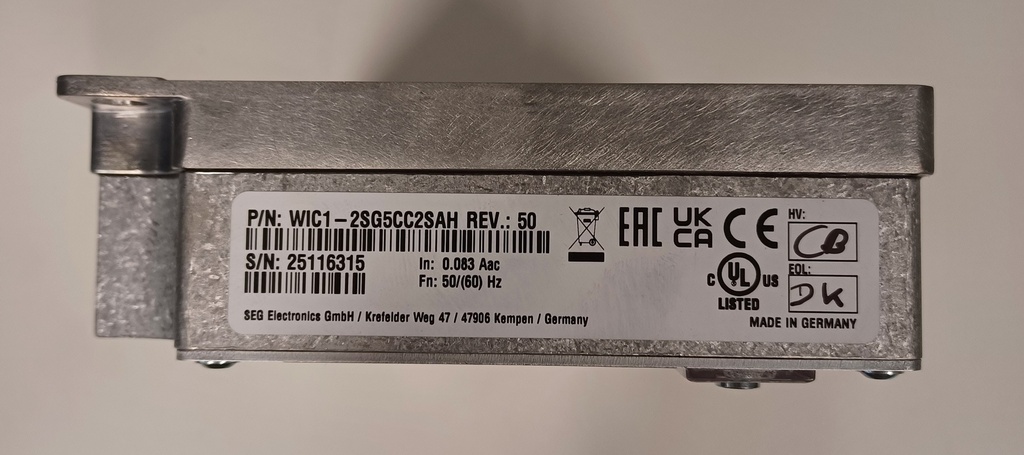 P/N: WIC1-2SG5CC2SAH REV.: 50
S/N: 25116315
In: 0.083 Aac
Fn: 50/(60) Hz
SEG Electronics GmbH / Krefelder Weg 47 / 47906 Kempen / Germany
EAC
UK
CA
CE
C UL US
LISTED
HV:
CB
EOL:
DK
MADE IN GERMANY